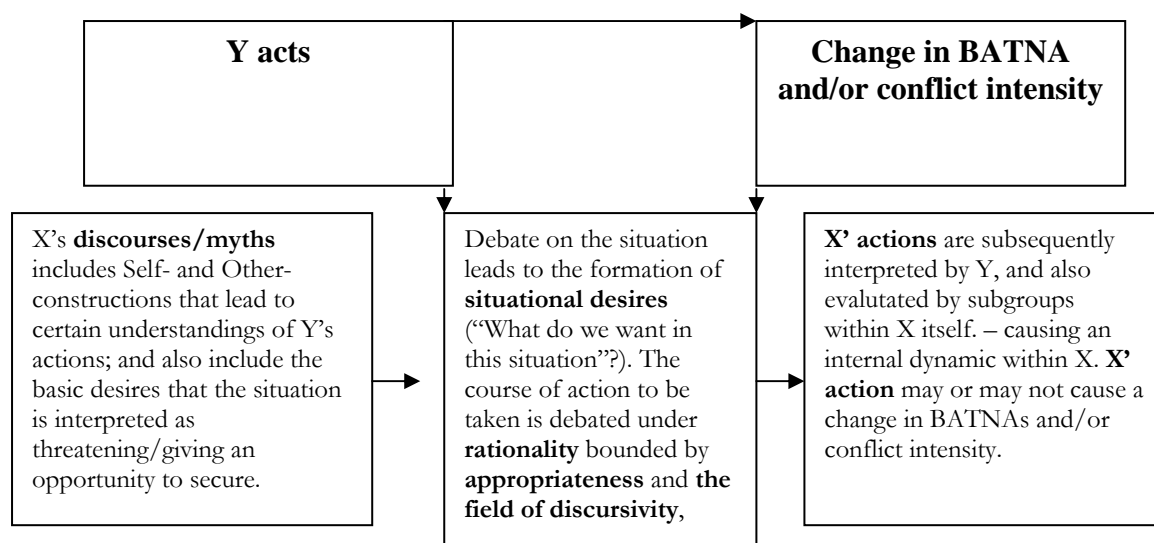 Y acts
Change in BATNA
and/or conflict intensity
X’s discourses/myths
includes Self- and Other-
constructions that lead to
certain understandings of Y’s
actions; and also include the
basic desires that the situation
is interpreted as
threatening/giving an
opportunity to secure.
Debate on the situation
leads to the formation of
situational desires
(“What do we want in
this situation”?). The
course of action to be
taken is debated under
rationality bounded by
appropriateness and the
field of discursivity,
X’ actions are subsequently
interpreted by Y, and also
evalutated by subgroups
within X itself. – causing an
internal dynamic within X. X’
action may or may not cause a
change in BATNAs and/or
conflict intensity.